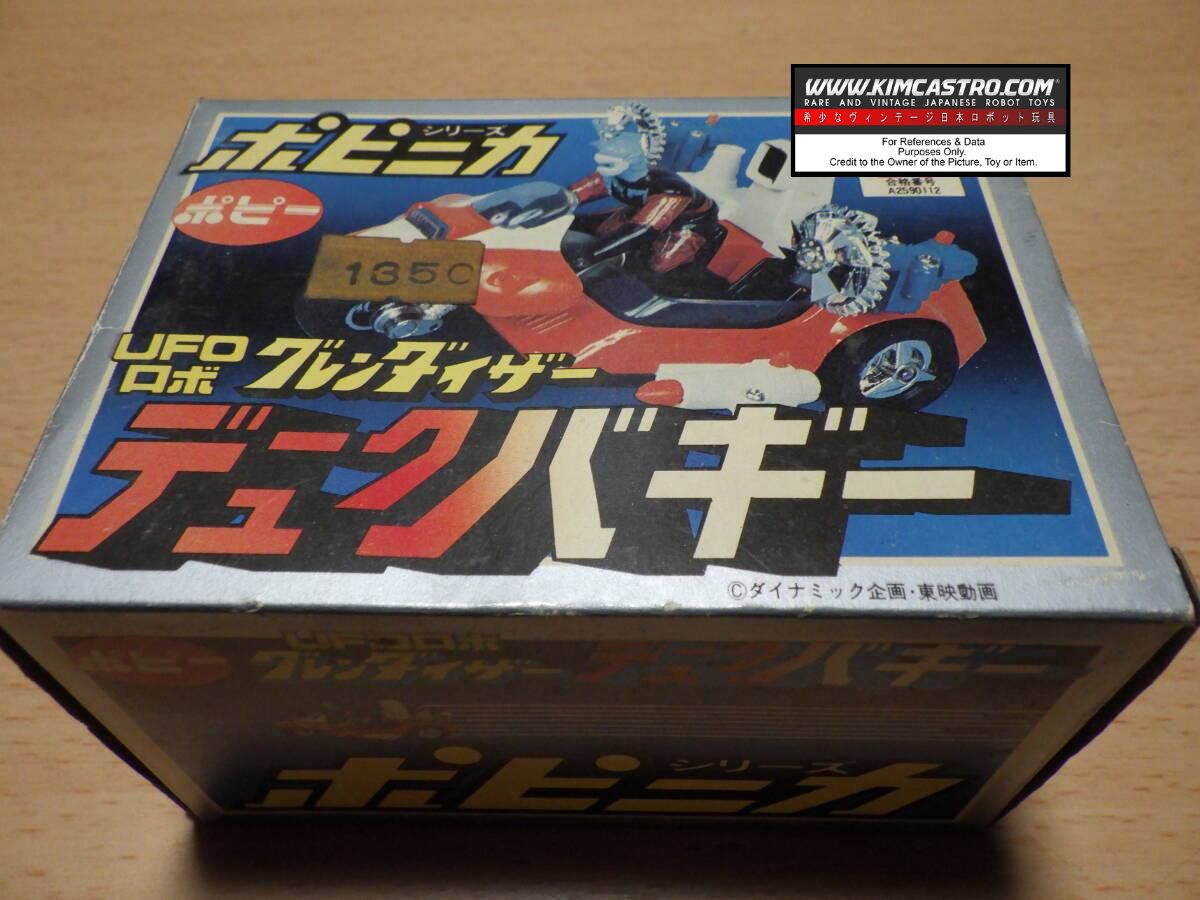 WWW.KIMCASTRO.COM®
RARE AND VINTAGE JAPANESE ROBOT TOYS
希少なヴィンテージ日本ロボット玩具
For References & Data
Purposes Only.
Credit to the Owner of the Picture, Toy or Item.
合格番号
A2590112
ポピニカ
シリーズ
ポピー
1350
UFO
ロボ
グレンダイザー
デュークバギー
©ダイナミック企画・東映動画
ポピー
UFOロボ
グレンダイザー
デュークバギー
ポピニカ
シリーズ